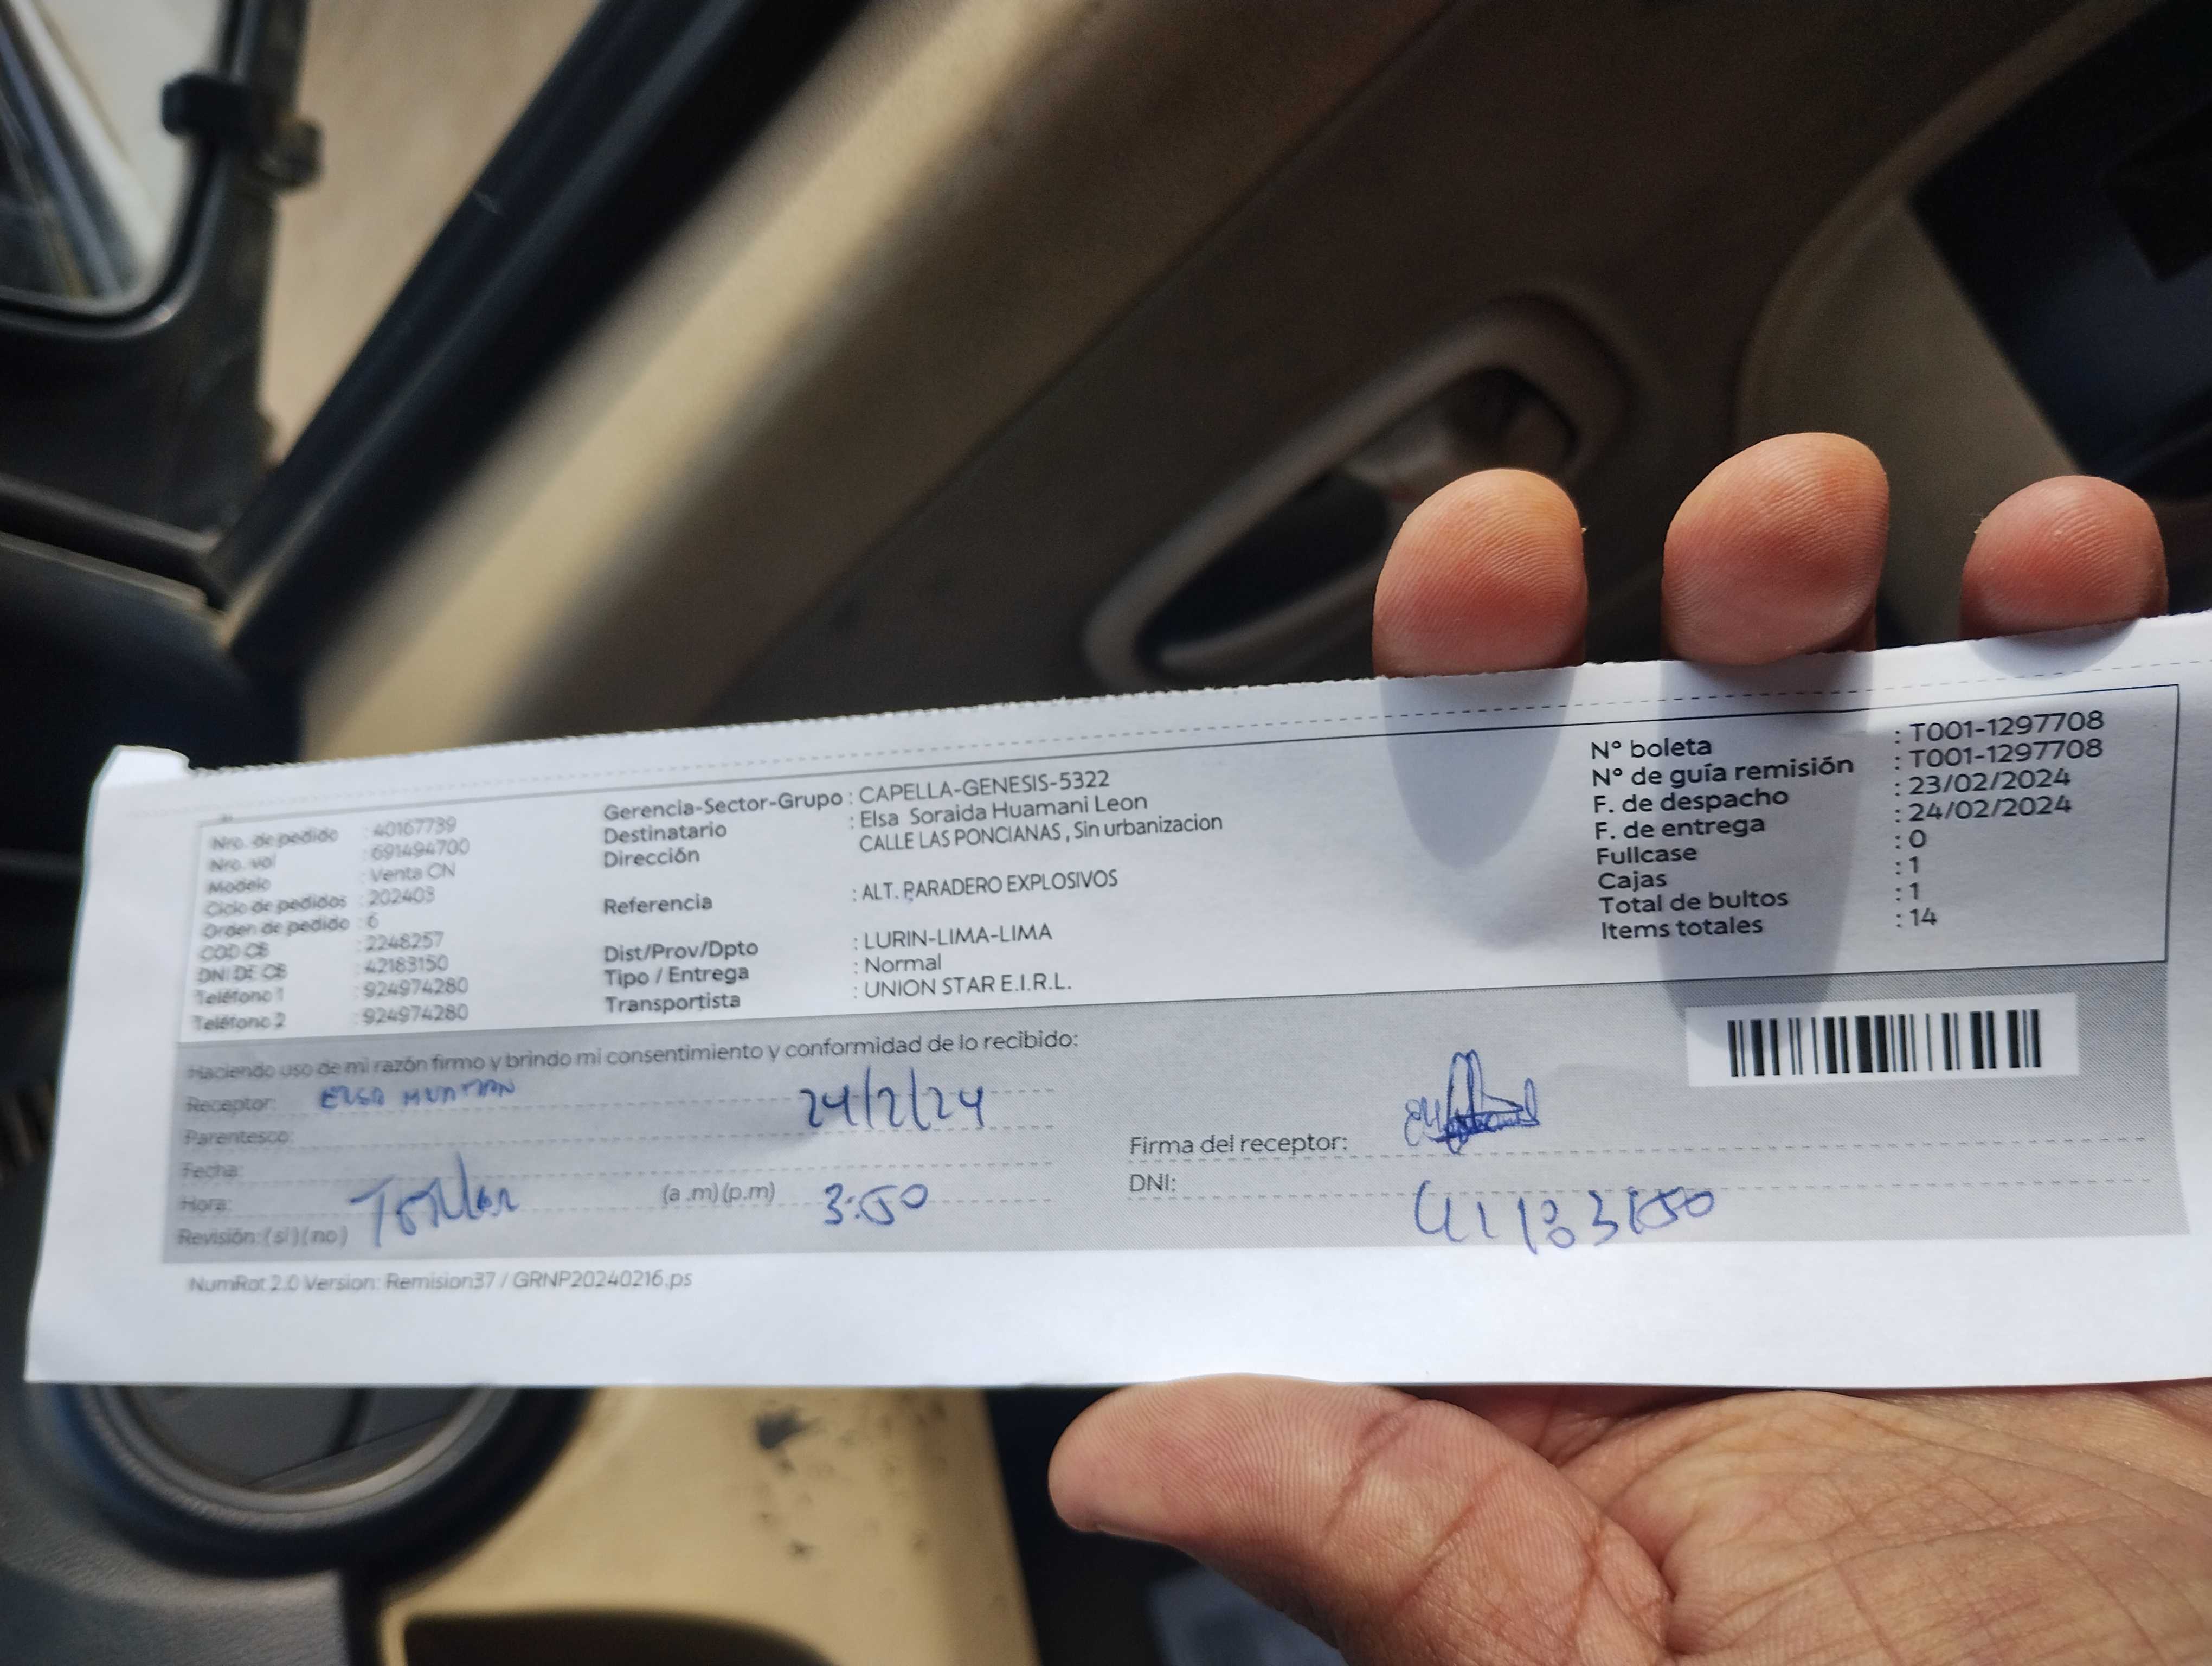 Nro. de pedido : 40167739
Nro. vol : 691494700
Modelo : Venta CN
Ciclo de pedidos : 202403
Orden de pedido : 6
COD CB : 2248257
DNI DE CB : 42183150
Teléfono 1 : 924974280
Teléfono 2 : 924974280
Gerencia-Sector-Grupo : CAPELLA-GENESIS-5322
Destinatario : Elsa Soraida Huamani Leon
Dirección CALLE LAS PONCIANAS , Sin urbanizacion
Referencia : ALT. PARADERO EXPLOSIVOS
Dist/Prov/Dpto : LURIN-LIMA-LIMA
Tipo / Entrega : Normal
Transportista : UNION STAR E.I.R.L.
N° boleta : T001-1297708
N° de guía remisión : T001-1297708
F. de despacho : 23/02/2024
F. de entrega : 24/02/2024
Fullcase : 0
Cajas : 1
Total de bultos : 1
Items totales : 14
Haciendo uso de mi razón firmo y brindo mi consentimiento y conformidad de lo recibido:
Receptor: ELSA
Parentesco: 24/2/24
Fecha:
Hora: (a .m) (p.m) 3:50
Revisión: (si) (no)
Firma del receptor:
DNI:
NumRot 2.0 Version: Remision37 / GRNP20240216.ps